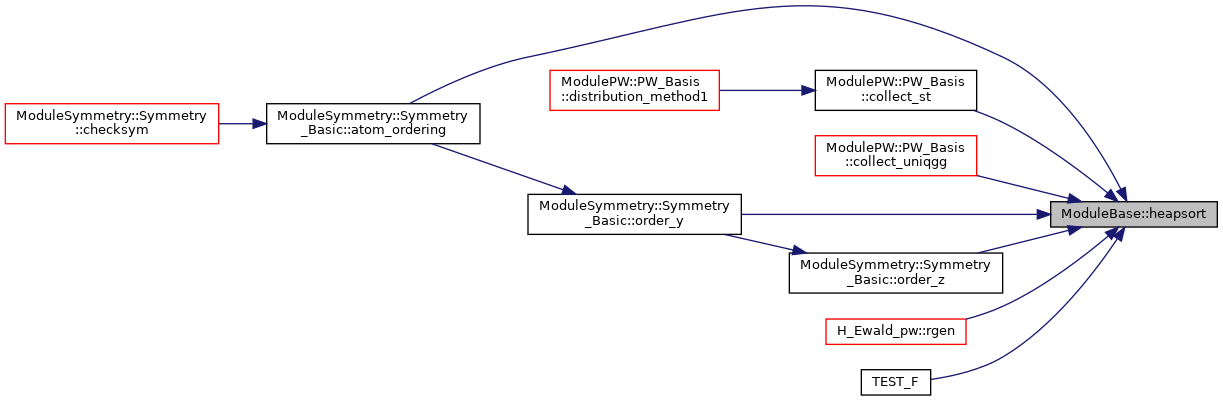 ModulePW::PW_Basis
::distribution_method1
ModulePW::PW_Basis
::collect_st
ModuleSymmetry::Symmetry
::checksym
ModuleSymmetry::Symmetry
_Basic::atom_ordering
ModulePW::PW_Basis
::collect_uniqgg
ModuleSymmetry::Symmetry
_Basic::order_y
ModuleBase::heapsort
ModuleSymmetry::Symmetry
_Basic::order_z
H_Ewald_pw::rgen
TEST_F